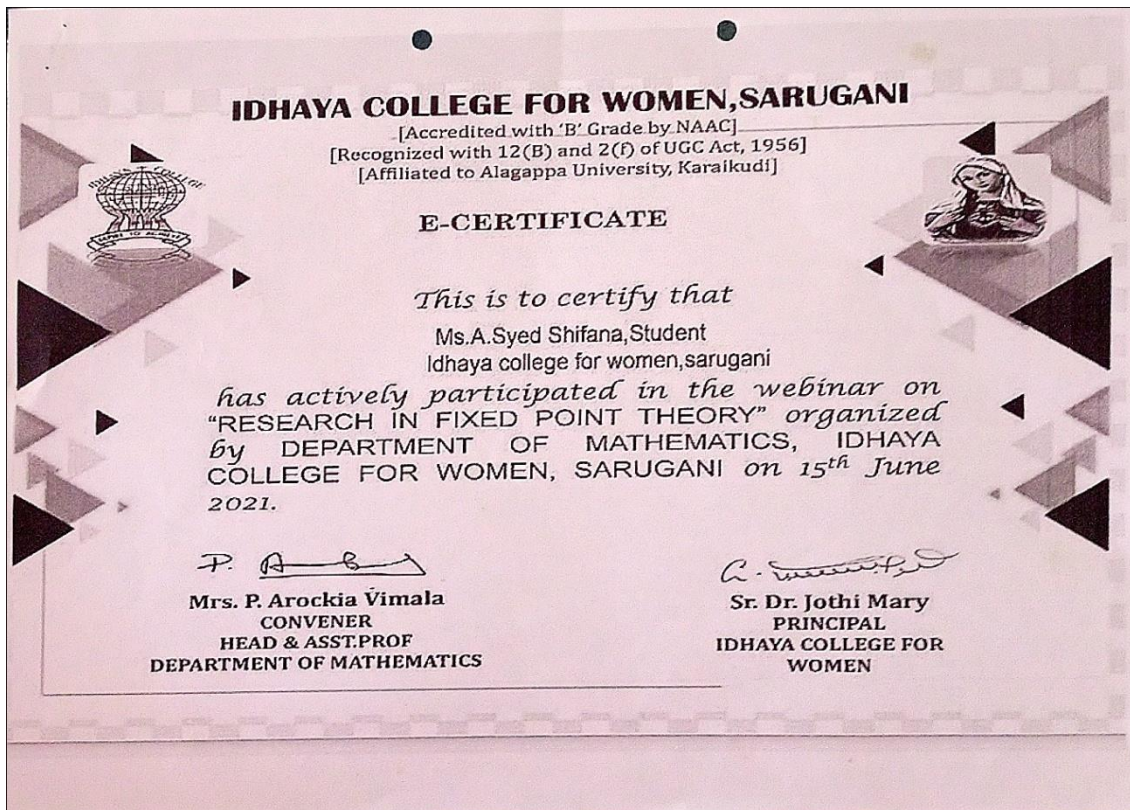 IDHAYA COLLEGE FOR WOMEN,SARUGANI
[Accredited with 'B' Grade by NAAC]
[Recognized with 12(B) and 2(f) of UGC Act, 1956]
[Affiliated to Alagappa University, Karaikudi]
E-CERTIFICATE
This is to certify that
Ms.A.Syed Shifana,Student
Idhaya college for women,sarugani
has actively participated in the webinar on
"RESEARCH IN FIXED POINT THEORY" organized
by DEPARTMENT OF MATHEMATICS, IDHAYA
COLLEGE FOR WOMEN, SARUGANI on 15th June
2021.
Mrs. P. Arockia Vimala
CONVENER
HEAD & ASST.PROF
DEPARTMENT OF MATHEMATICS
Sr. Dr. Jothi Mary
PRINCIPAL
IDHAYA COLLEGE FOR
WOMEN